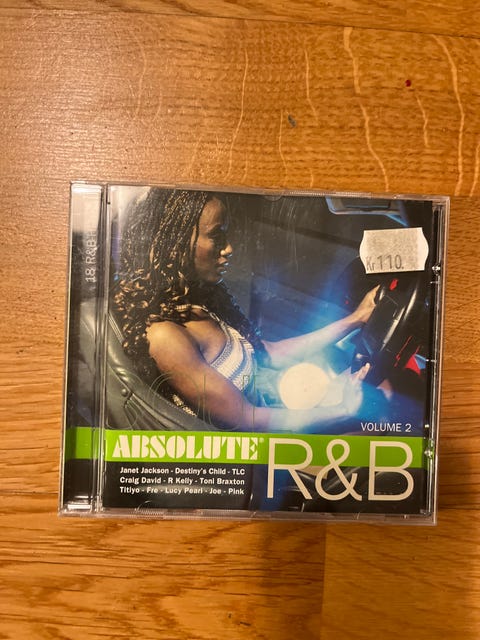 18 R&B
Kr 110.
VOLUME 2
ABSOLUTE®
R&B
Janet Jackson - Destiny's Child - TLC
Craig David - R Kelly - Toni Braxton
Titiyo - Fre - Lucy Pearl - Joe - Pink